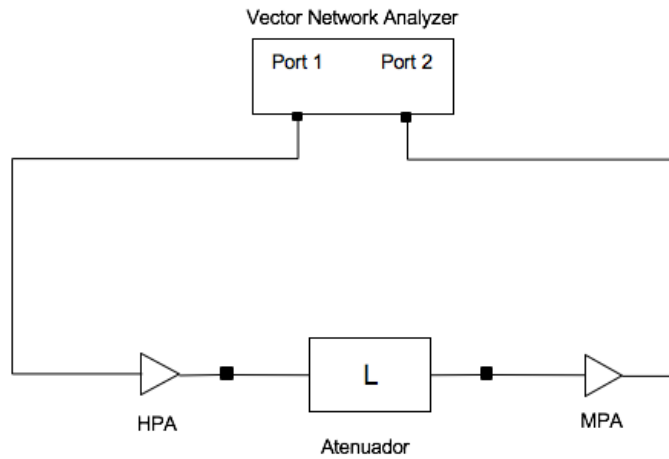 Vector Network Analyzer
Port 1 Port 2
L
HPA
Atenuador
MPA